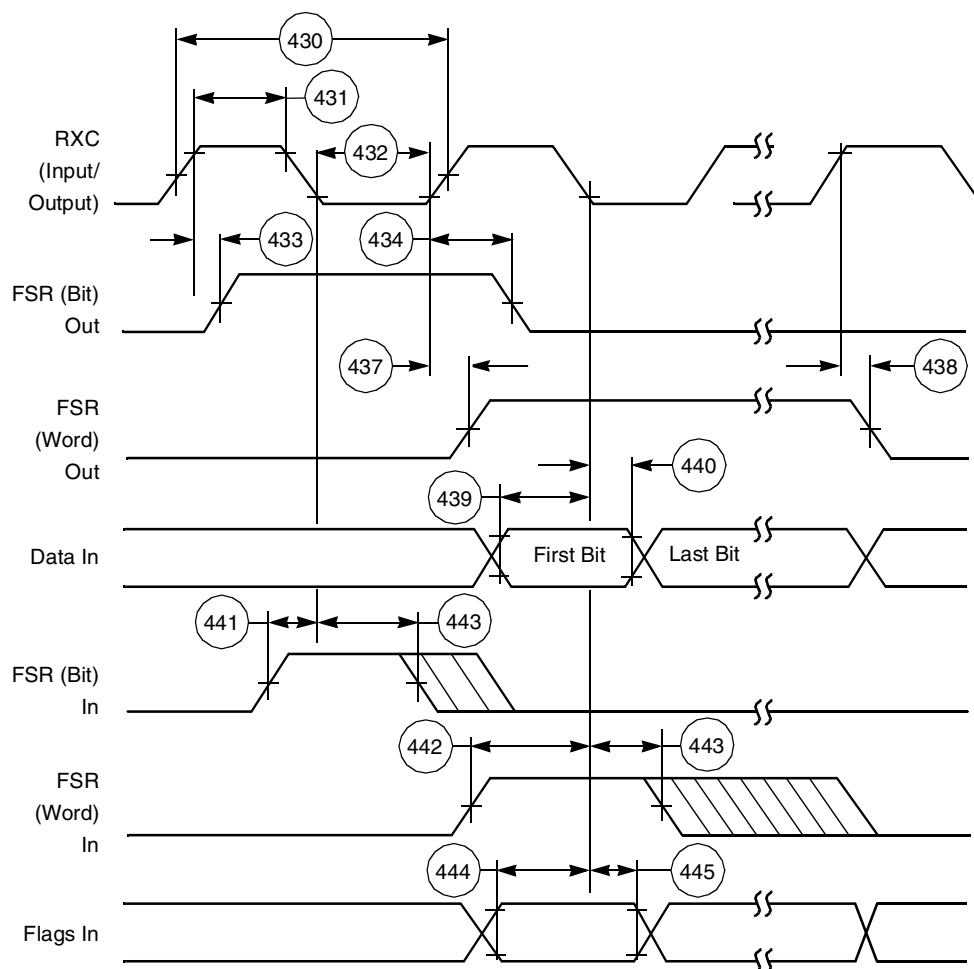 430
431
RXC
(Input/
Output)
432
433
434
FSR (Bit)
Out
437
438
FSR
(Word)
Out
440
439
Data In
First Bit
Last Bit
441
443
FSR (Bit)
In
442
443
FSR
(Word)
In
444
445
Flags In